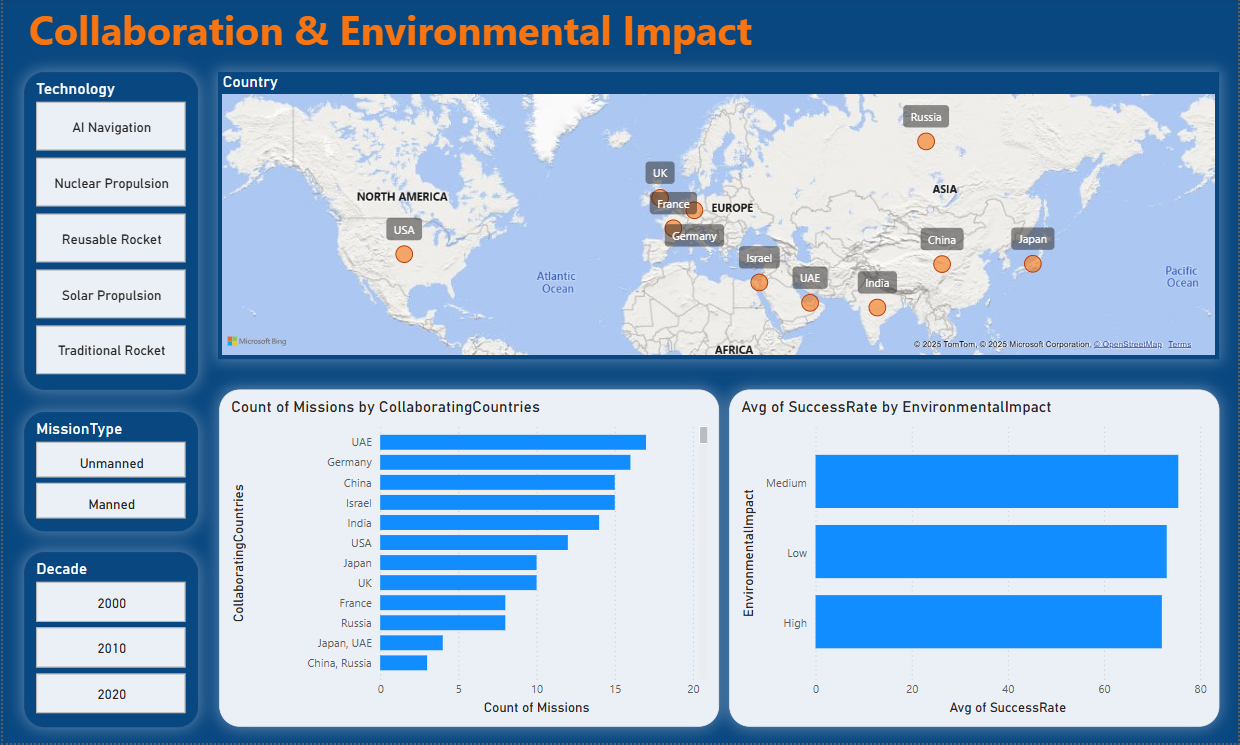 Collaboration & Environmental Impact
Technology
AI Navigation
Nuclear Propulsion
Reusable Rocket
Solar Propulsion
Traditional Rocket
MissionType
Unmanned
Manned
Decade
2000
2010
2020
Country
Russia
UK
ASIA
NORTH AMERICA
France
EUROPE
USA
Germany
China
Japan
Israel
Atlantic
Ocean
UAE
India
Pacific
Ocean
Microsoft Bing
AFRICA
© 2025 TomTom, © 2025 Microsoft Corporation, © OpenStreetMap Terms
Count of Missions by CollaboratingCountries
CollaboratingCountries
UAE
Germany
China
Israel
India
USA
Japan
UK
France
Russia
Japan, UAE
China, Russia
0 5 10 15 20
Count of Missions
Avg of SuccessRate by EnvironmentalImpact
EnvironmentalImpact
Medium
Low
High
0 20 40 60 80
Avg of SuccessRate